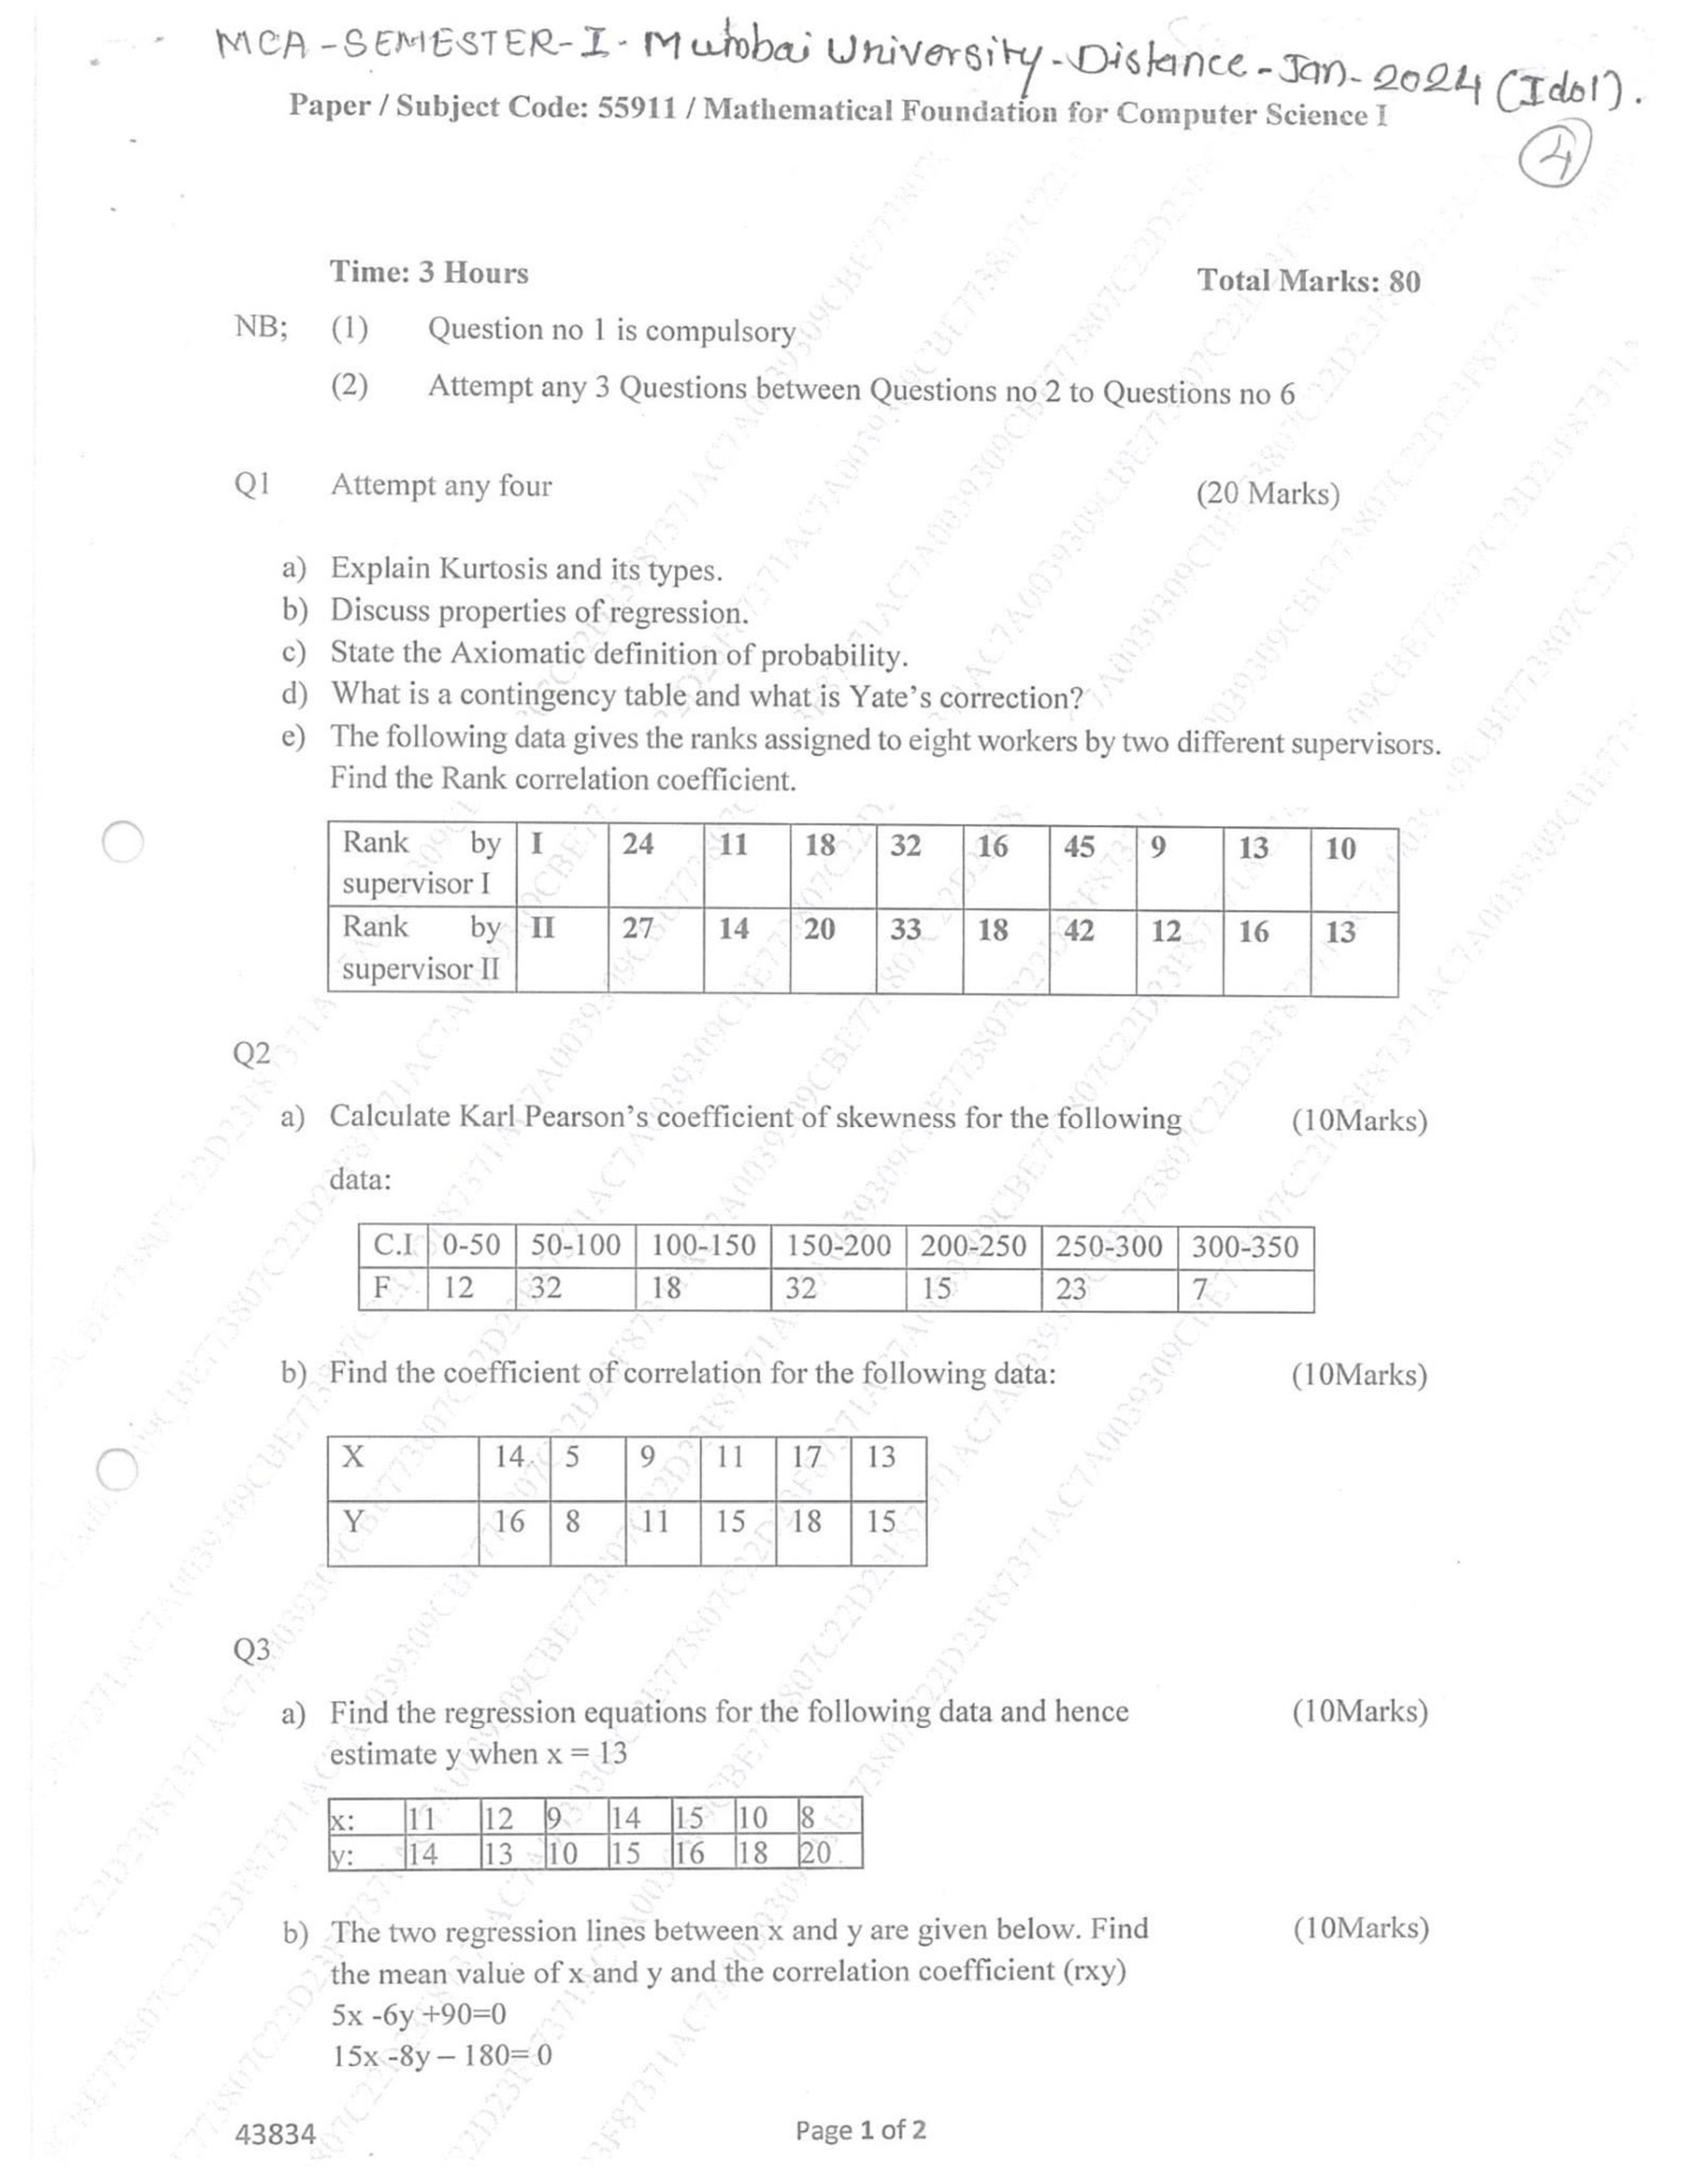 MCA - SEMESTER - I - Mumbai University - Distance - Jan - 2024 (Idol).
Paper / Subject Code: 55911 / Mathematical Foundation for Computer Science I
4
Time: 3 Hours Total Marks: 80
NB; (1) Question no 1 is compulsory
(2) Attempt any 3 Questions between Questions no 2 to Questions no 6
Q1 Attempt any four (20 Marks)
a) Explain Kurtosis and its types.
b) Discuss properties of regression.
c) State the Axiomatic definition of probability.
d) What is a contingency table and what is Yate's correction?
e) The following data gives the ranks assigned to eight workers by two different supervisors.
Find the Rank correlation coefficient.
Rank by I 24 11 18 32 16 45 9 13 10
supervisor I
Rank by II 27 14 20 33 18 42 12 16 13
supervisor II
Q2
a) Calculate Karl Pearson's coefficient of skewness for the following (10Marks)
data:
C.I 0-50 50-100 100-150 150-200 200-250 250-300 300-350
F 12 32 18 32 15 23 7
b) Find the coefficient of correlation for the following data: (10Marks)
X 14 5 9 11 17 13
Y 16 8 11 15 18 15
Q3
a) Find the regression equations for the following data and hence (10Marks)
estimate y when x = 13
x: 11 12 9 14 15 10 8
y: 14 13 10 15 16 18 20
b) The two regression lines between x and y are given below. Find (10Marks)
the mean value of x and y and the correlation coefficient (rxy)
5x -6y +90=0
15x -8y – 180= 0
43834 Page 1 of 2